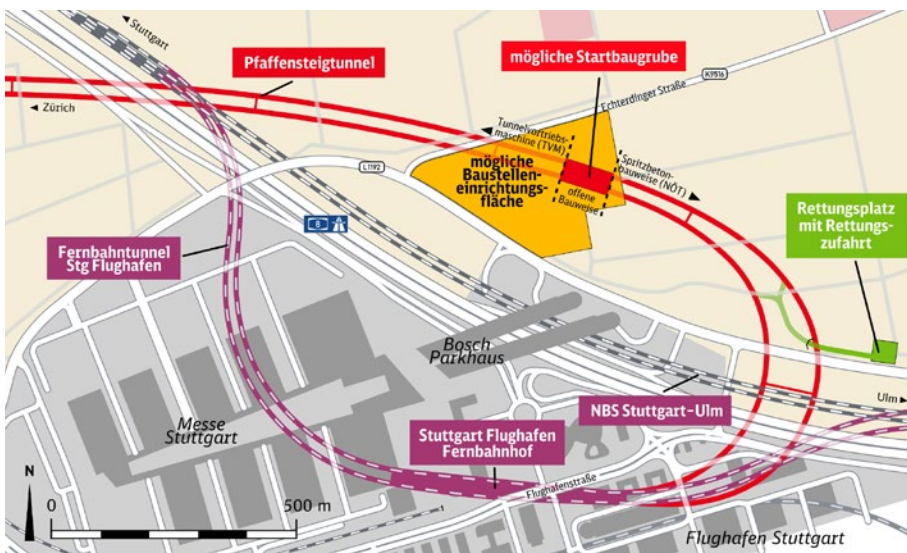 Stuttgart
Pfaffensteigtunnel
mögliche Startbaugrube
K9516
Echterdinger Straße
Zürich
Tunnelvortriebs-
maschine (TVM)
mögliche
Baustellen-
einrichtungs-
fläche
offene
Bauweise
Spritzbeton-
bauweise (NÖT)
L1192
8
Rettungsplatz
mit Rettungs-
zufahrt
Fernbahntunnel
Stg Flughafen
Bosch
Parkhaus
Ulm
NBS Stuttgart–Ulm
Messe
Stuttgart
Stuttgart Flughafen
Fernbahnhof
Flughafenstraße
N
0
500 m
Flughafen Stuttgart